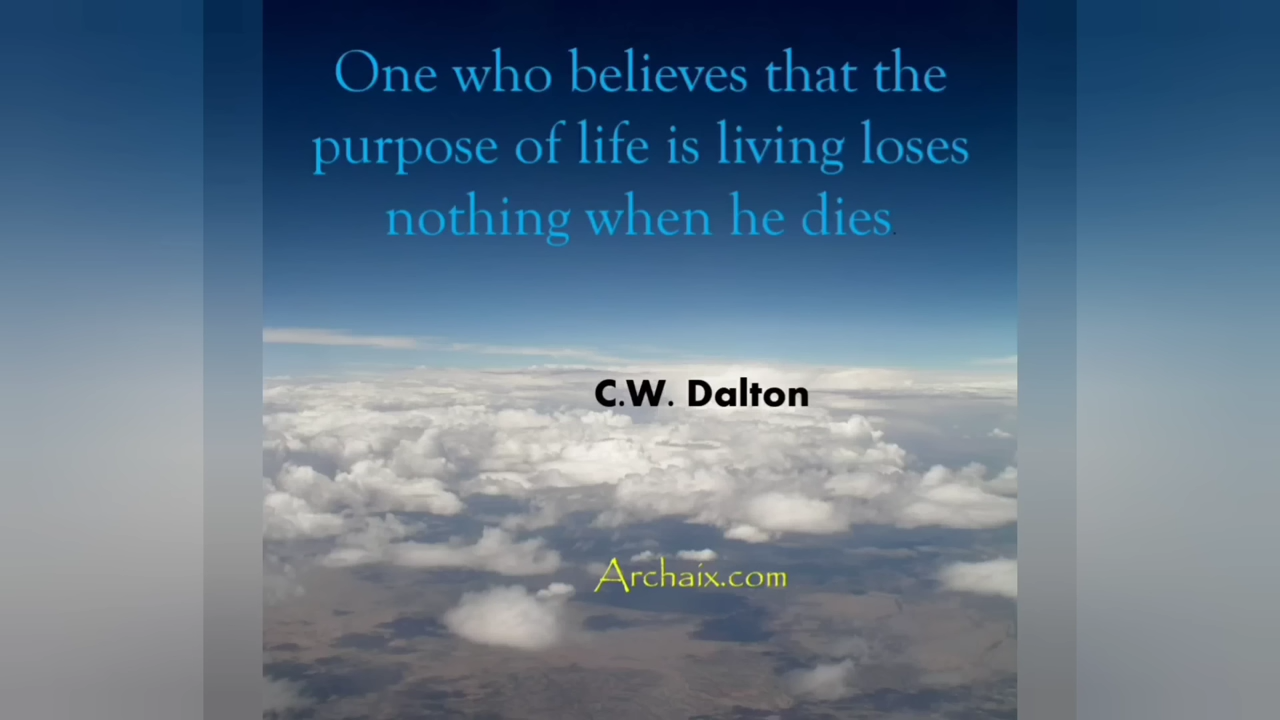 One who believes that the
purpose of life is living loses
nothing when he dies.
C.W. Dalton
Archaix.com